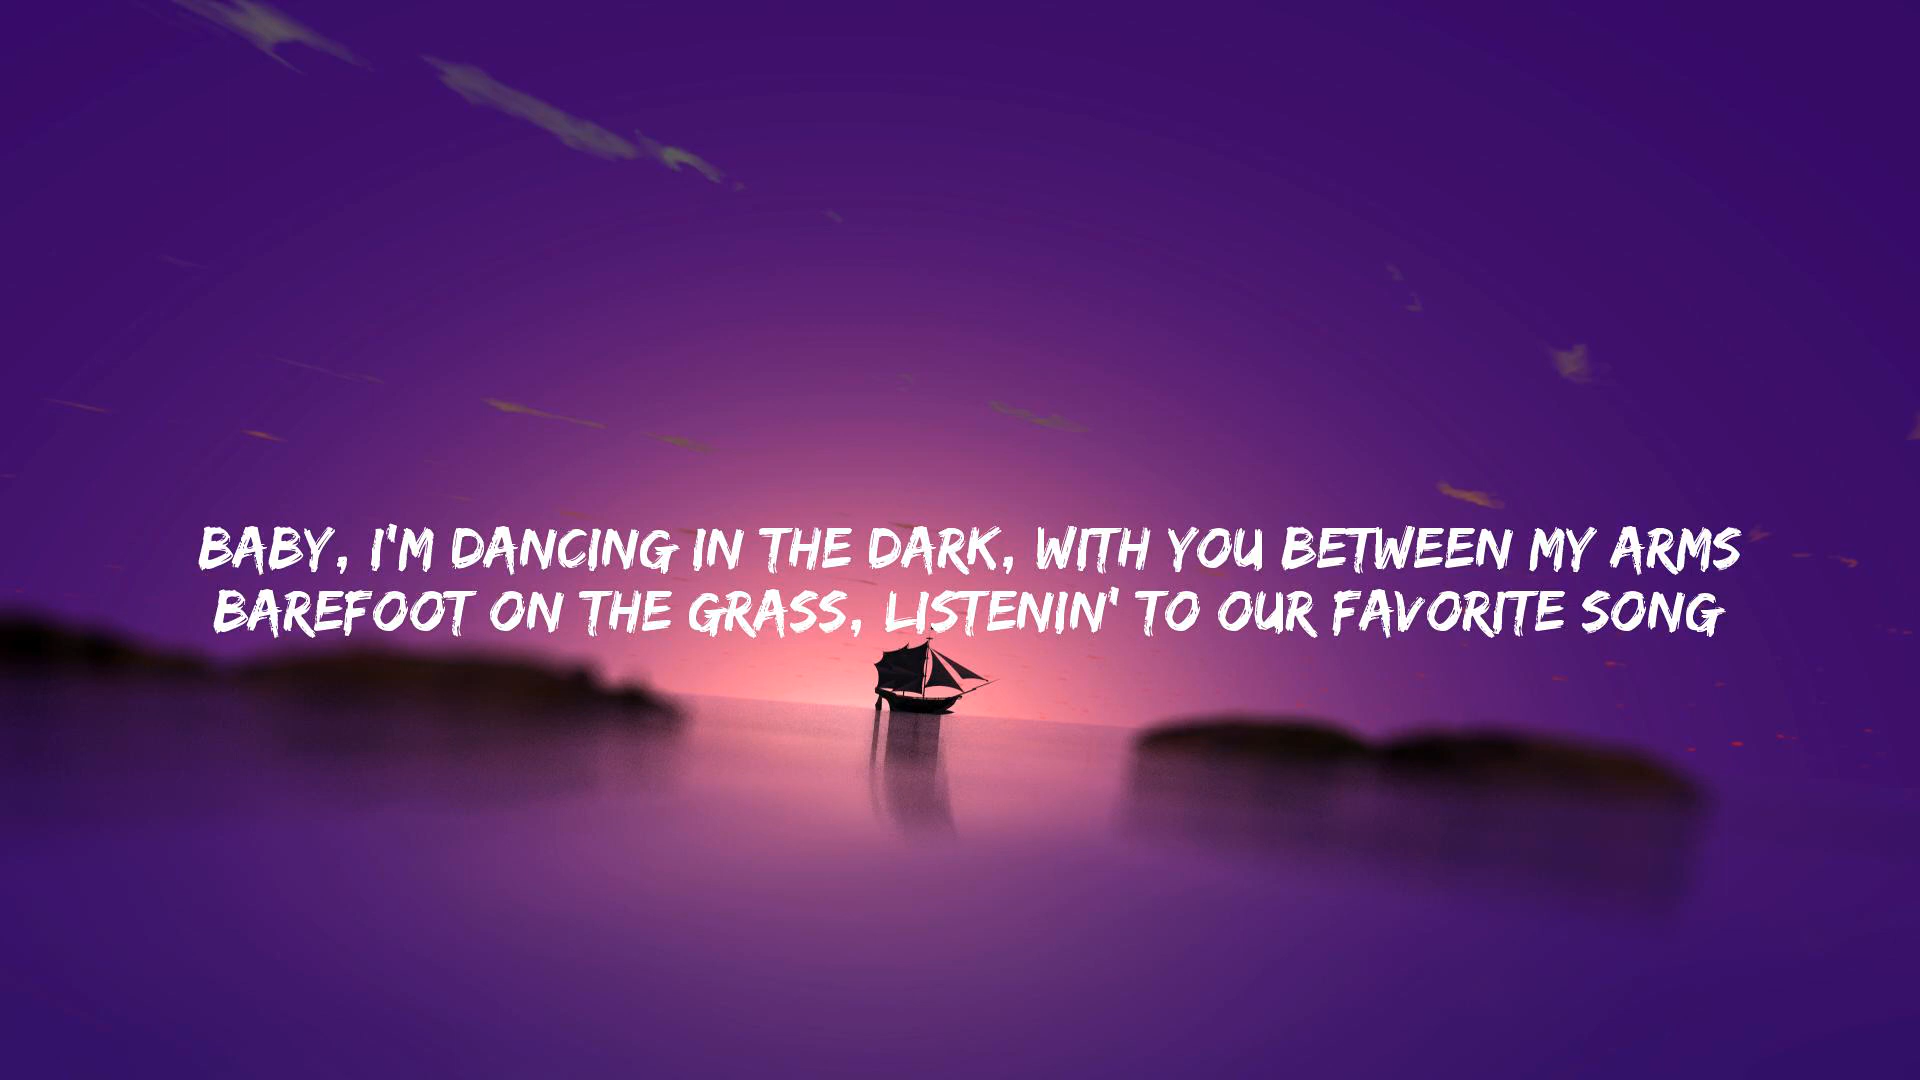 BABY, I'M DANCING IN THE DARK, WITH YOU BETWEEN MY ARMS
BAREFOOT ON THE GRASS, LISTENIN' TO OUR FAVORITE SONG